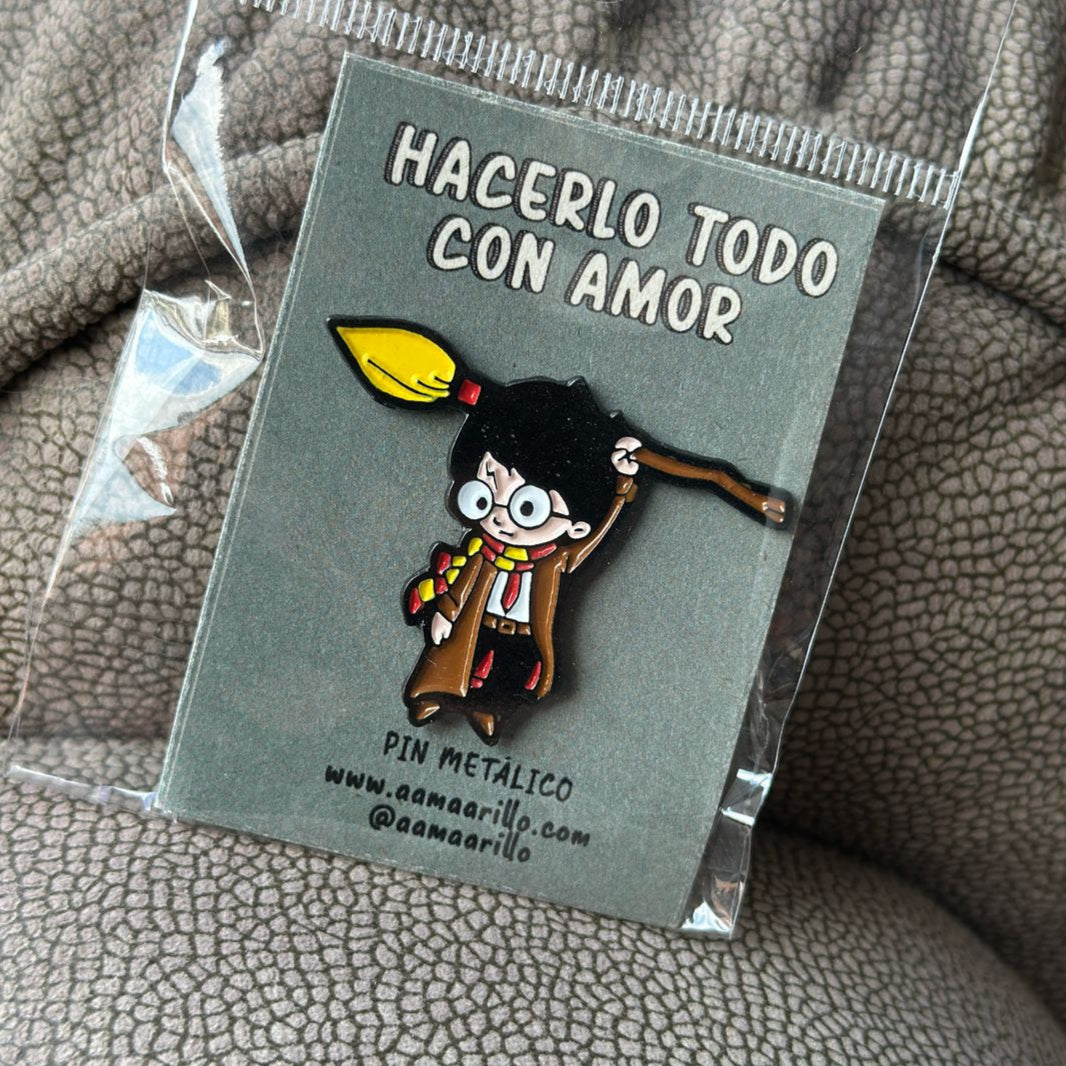 HACERLO TODO
CON AMOR
PIN METÁLICO
www.aamaarillo.com
@aamaarillo